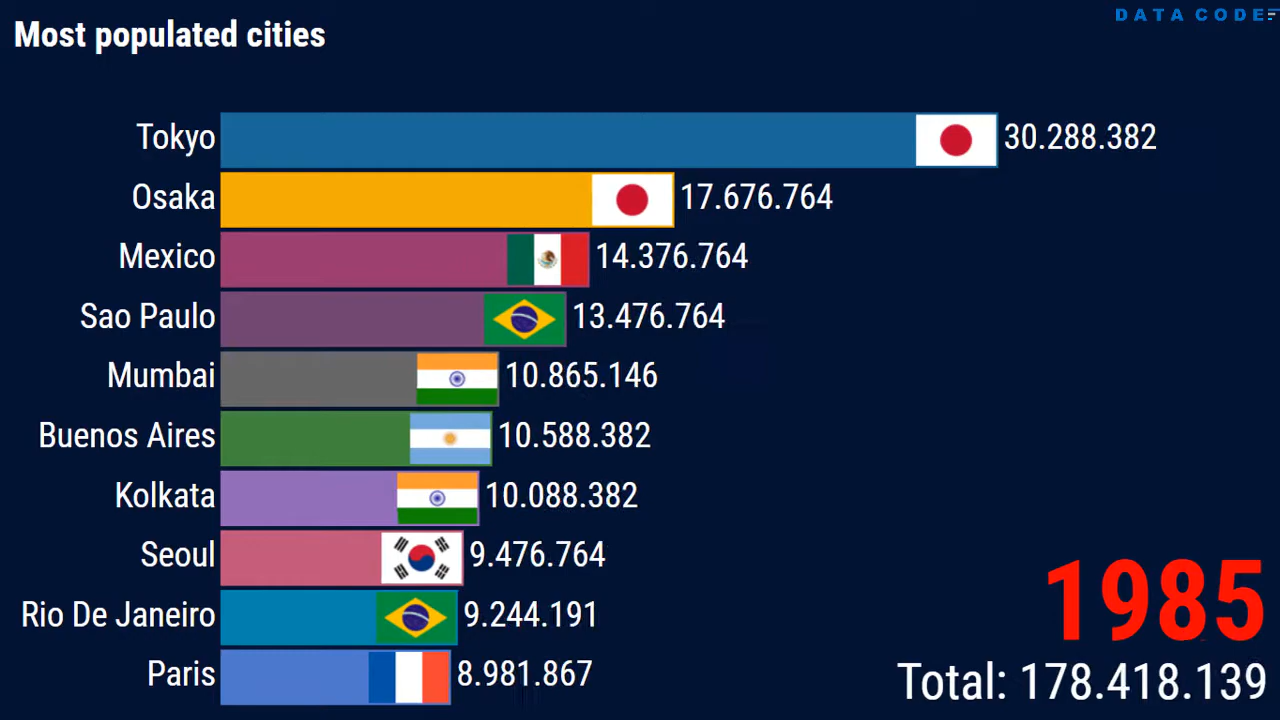 DATA CODE
Most populated cities
Tokyo 30.288.382
Osaka 17.676.764
Mexico 14.376.764
Sao Paulo 13.476.764
Mumbai 10.865.146
Buenos Aires 10.588.382
Kolkata 10.088.382
Seoul 9.476.764
Rio De Janeiro 9.244.191
Paris 8.981.867
1985
Total: 178.418.139